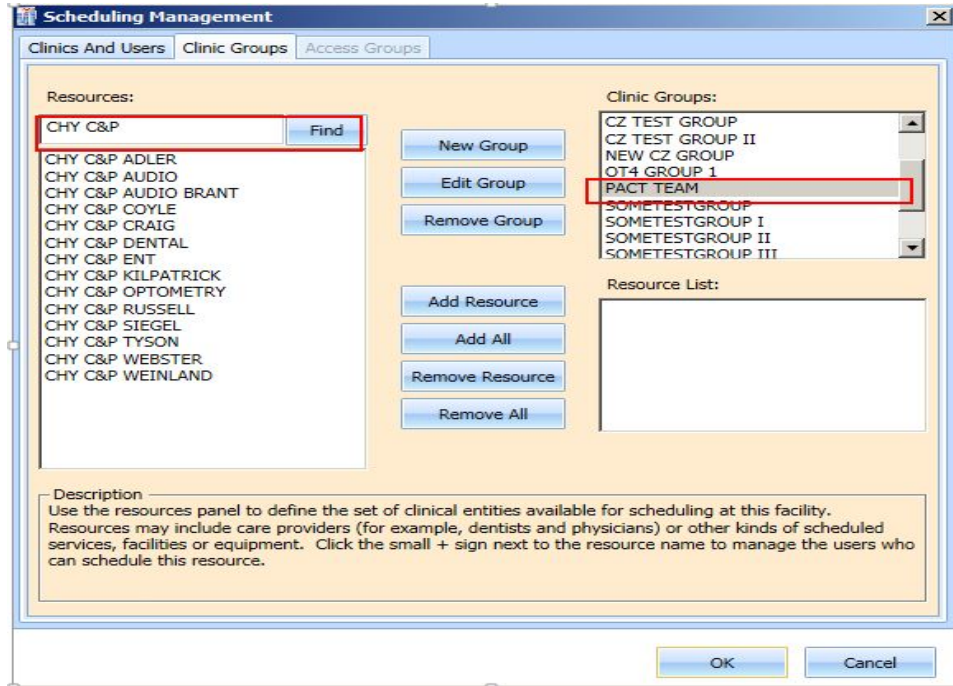 Scheduling Management
Clinics And Users
Clinic Groups
Access Groups
Resources:
CHY C&P
Find
CHY C&P ADLER
CHY C&P AUDIO
CHY C&P AUDIO BRANT
CHY C&P COYLE
CHY C&P CRAIG
CHY C&P DENTAL
CHY C&P ENT
CHY C&P KILPATRICK
CHY C&P OPTOMETRY
CHY C&P RUSSELL
CHY C&P SIEGEL
CHY C&P TYSON
CHY C&P WEBSTER
CHY C&P WEINLAND
New Group
Edit Group
Remove Group
Add Resource
Add All
Remove Resource
Remove All
Clinic Groups:
CZ TEST GROUP
CZ TEST GROUP II
NEW CZ GROUP
OT4 GROUP 1
PACT TEAM
SOMETESTGROUP
SOMETESTGROUP I
SOMETESTGROUP II
SOMETESTGROUP III
Resource List:
Description
Use the resources panel to define the set of clinical entities available for scheduling at this facility.
Resources may include care providers (for example, dentists and physicians) or other kinds of scheduled
services, facilities or equipment.  Click the small + sign next to the resource name to manage the users who
can schedule this resource.
OK
Cancel